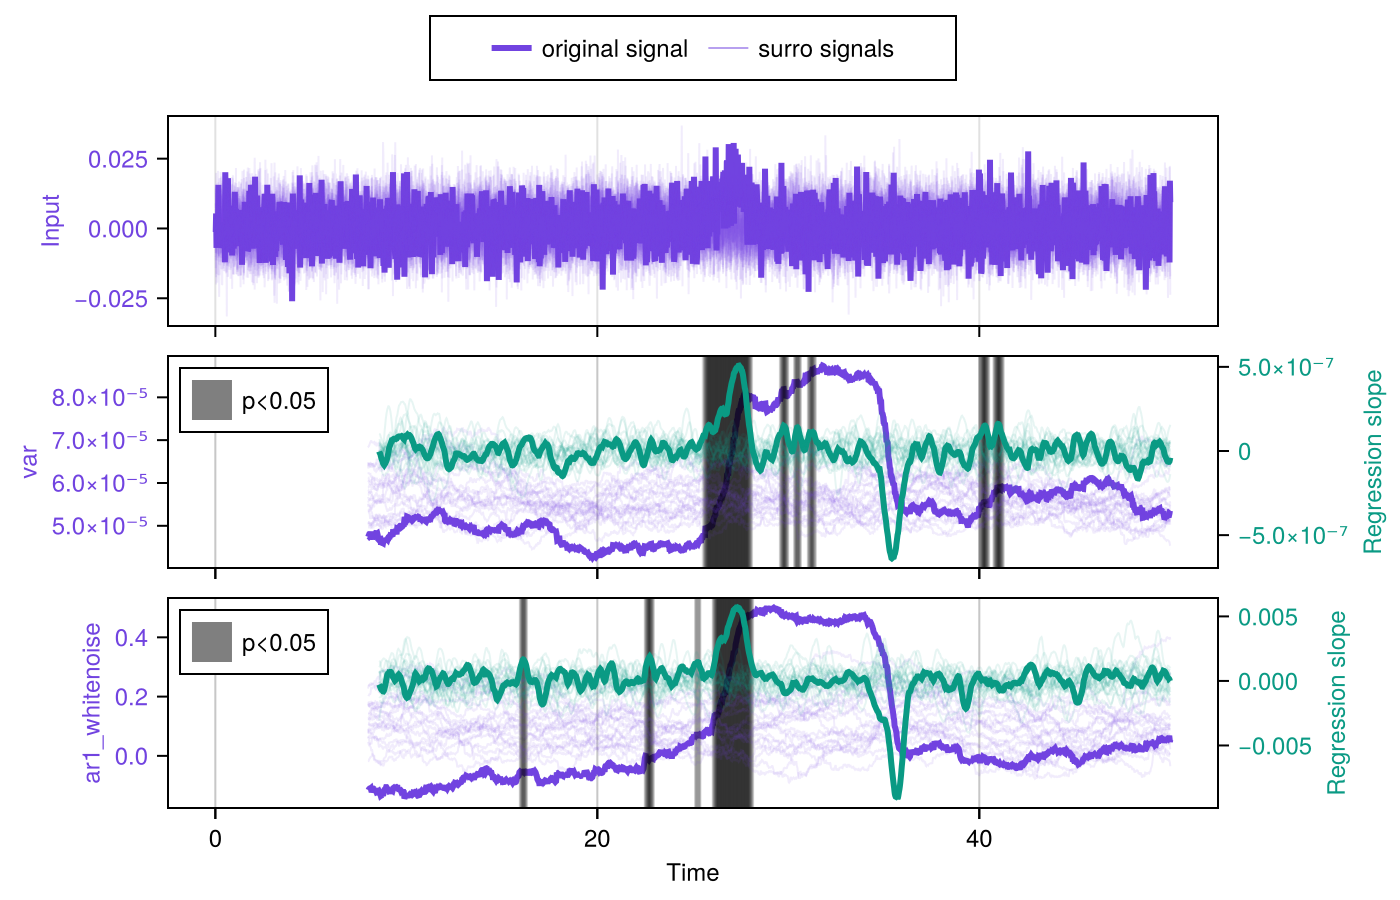 original signal surro signals
Input
0.025
0.000
−0.025
var
8.0×10⁻⁵
7.0×10⁻⁵
6.0×10⁻⁵
5.0×10⁻⁵
p<0.05
5.0×10⁻⁷
0
−5.0×10⁻⁷
Regression slope
ar1_whitenoise
0.4
0.2
0.0
p<0.05
0.005
0.000
−0.005
Regression slope
0 20 40
Time